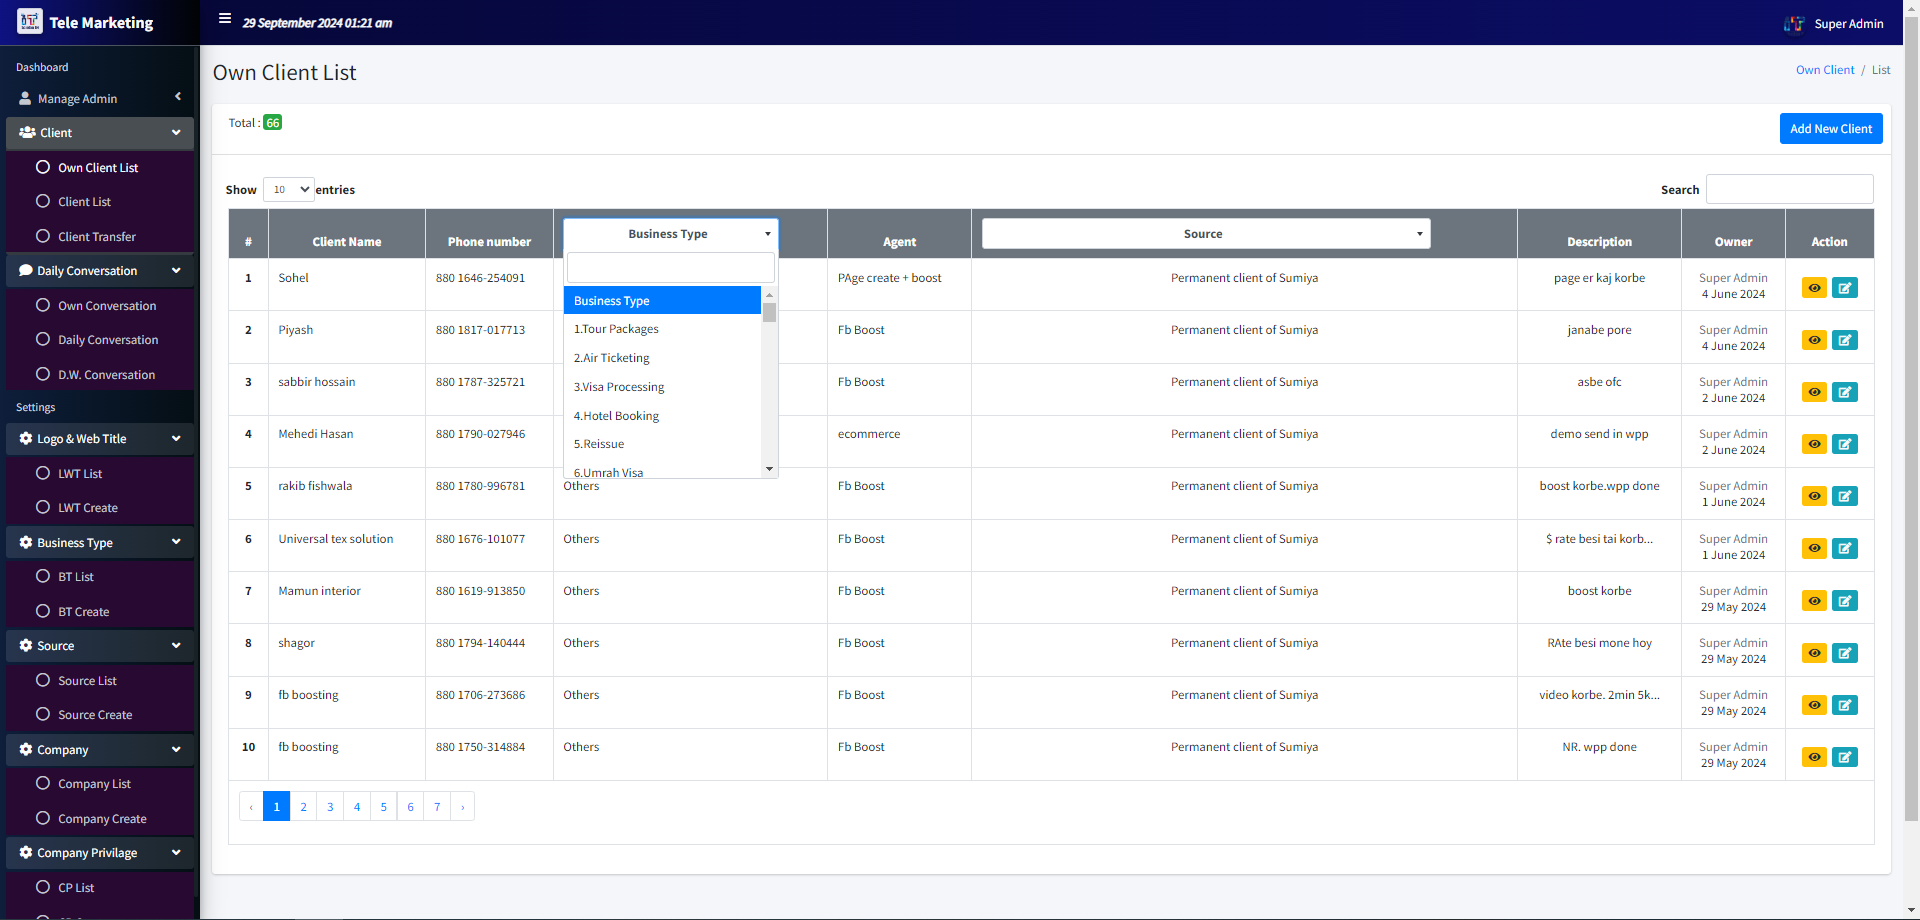 Tele Marketing
29 September 2024 01:21 am
Super Admin
Dashboard
Manage Admin
Client
Own Client List
Client List
Client Transfer
Daily Conversation
Own Conversation
Daily Conversation
D.W. Conversation
Settings
Logo & Web Title
LWT List
LWT Create
Business Type
BT List
BT Create
Source
Source List
Source Create
Company
Company List
Company Create
Company Privilage
CP List
Own Client List
Own Client / List
Total : 66
Add New Client
Show 10 entries
Search
# Client Name Phone number Business Type Agent Source Description Owner Action
Business Type
1.Tour Packages
2.Air Ticketing
3.Visa Processing
4.Hotel Booking
5.Reissue
6.Umrah Visa
1 Sohel 880 1646-254091 PAge create + boost Permanent client of Sumiya page er kaj korbe Super Admin
4 June 2024
2 Piyash 880 1817-017713 Fb Boost Permanent client of Sumiya janabe pore Super Admin
4 June 2024
3 sabbir hossain 880 1787-325721 Fb Boost Permanent client of Sumiya asbe ofc Super Admin
2 June 2024
4 Mehedi Hasan 880 1790-027946 ecommerce Permanent client of Sumiya demo send in wpp Super Admin
2 June 2024
5 rakib fishwala 880 1780-996781 Others Fb Boost Permanent client of Sumiya boost korbe.wpp done Super Admin
1 June 2024
6 Universal tex solution 880 1676-101077 Others Fb Boost Permanent client of Sumiya $ rate besi tai korb... Super Admin
1 June 2024
7 Mamun interior 880 1619-913850 Others Fb Boost Permanent client of Sumiya boost korbe Super Admin
29 May 2024
8 shagor 880 1794-140444 Others Fb Boost Permanent client of Sumiya RAte besi mone hoy Super Admin
29 May 2024
9 fb boosting 880 1706-273686 Others Fb Boost Permanent client of Sumiya video korbe. 2min 5k... Super Admin
29 May 2024
10 fb boosting 880 1750-314884 Others Fb Boost Permanent client of Sumiya NR. wpp done Super Admin
29 May 2024
‹ 1 2 3 4 5 6 7 ›